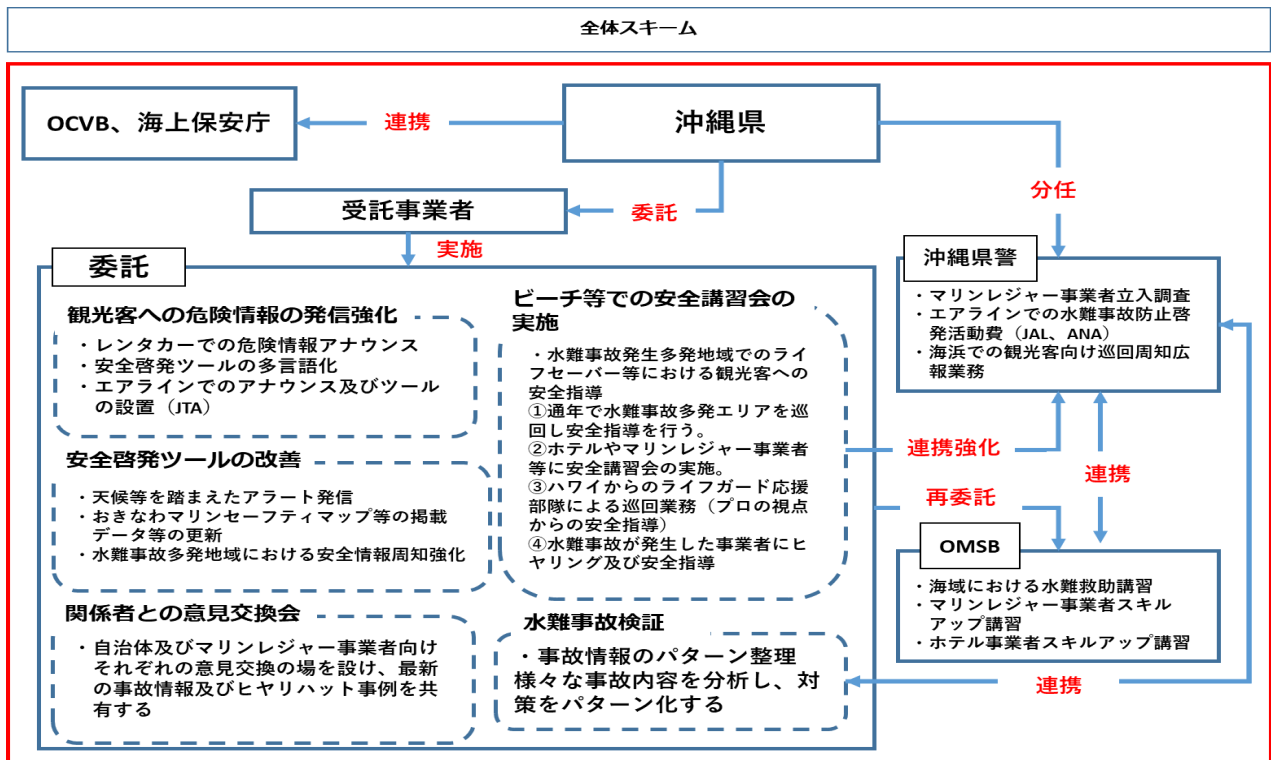 全体スキーム
OCVB、海上保安庁
連携
沖縄県
分任
受託事業者
委託
実施
委託
観光客への危険情報の発信強化
・レンタカーでの危険情報アナウンス
・安全啓発ツールの多言語化
・エアラインでのアナウンス及びツール
の設置（JTA）
安全啓発ツールの改善
・天候等を踏まえたアラート発信
・おきなわマリンセーフティマップ等の掲載
データ等の更新
・水難事故多発地域における安全情報周知強化
関係者との意見交換会
・自治体及びマリンレジャー事業者向け
それぞれの意見交換の場を設け、最新
の事故情報及びヒヤリハット事例を共
有する
ビーチ等での安全講習会の
実施
・水難事故発生多発地域でのライ
フセーバー等における観光客への
安全指導
①通年で水難事故多発エリアを巡
回し安全指導を行う。
②ホテルやマリンレジャー事業者
等に安全講習会の実施。
③ハワイからのライフガード応援
部隊による巡回業務（プロの視点
からの安全指導）
④水難事故が発生した事業者にヒ
ヤリング及び安全指導
水難事故検証
・事故情報のパターン整理
様々な事故内容を分析し、対
策をパターン化する
沖縄県警
・マリンレジャー事業者立入調査
・エアラインでの水難事故防止啓
発活動費（JAL、ANA）
・海浜での観光客向け巡回周知広
報業務
連携強化
連携
再委託
OMSB
・海域における水難救助講習
・マリンレジャー事業者スキル
アップ講習
・ホテル事業者スキルアップ講習
連携